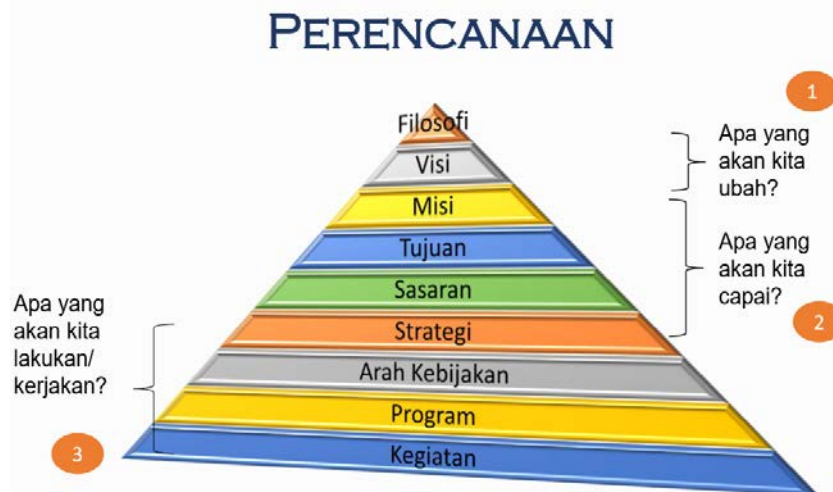 PERENCANAAN
1
Filosofi
Visi
Apa yang
akan kita
ubah?
Misi
Tujuan
Sasaran
Strategi
Apa yang
akan kita
capai?
2
Arah Kebijakan
Program
Kegiatan
Apa yang
akan kita
lakukan/
kerjakan?
3